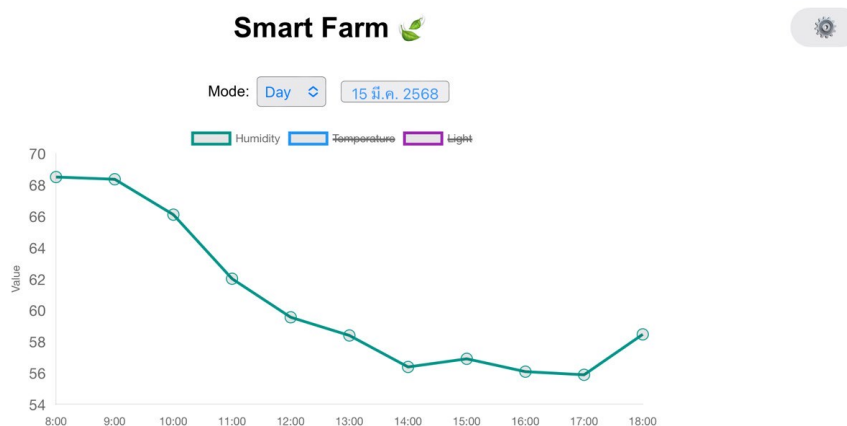 Smart Farm
Mode: Day 15 มี.ค. 2568
Humidity Temperature Light
70
68
66
64
62
60
58
56
54
Value
8:00 9:00 10:00 11:00 12:00 13:00 14:00 15:00 16:00 17:00 18:00